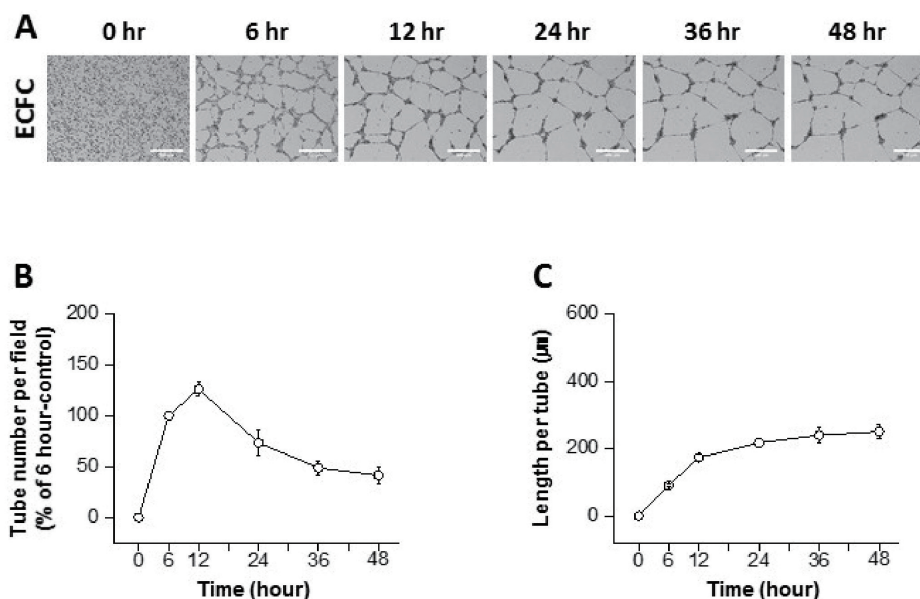 A
0 hr
6 hr
12 hr
24 hr
36 hr
48 hr
ECFC
B
Tube number per field
(% of 6 hour-control)
200
150
100
50
0
0 6 12 24 36 48
Time (hour)
C
Length per tube (μm)
600
400
200
0
0 6 12 24 36 48
Time (hour)